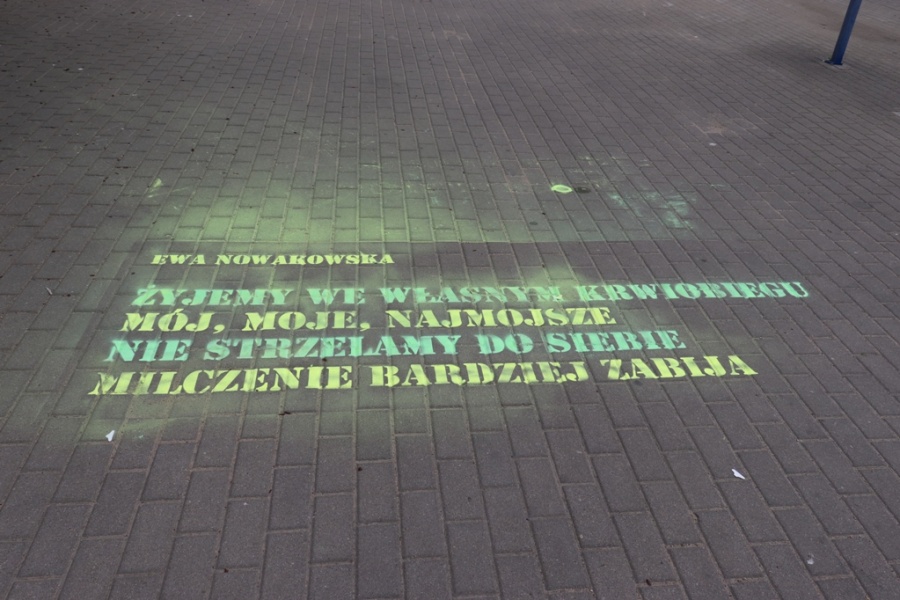 EWA NOWAKOWSKA
ŻYJEMY WE WŁASNYM KRWIOBIEGU
MÓJ, MOJE, NAJMOJSZE
NIE STRZELAMY DO SIEBIE
MILCZENIE BARDZIEJ ZABIJA